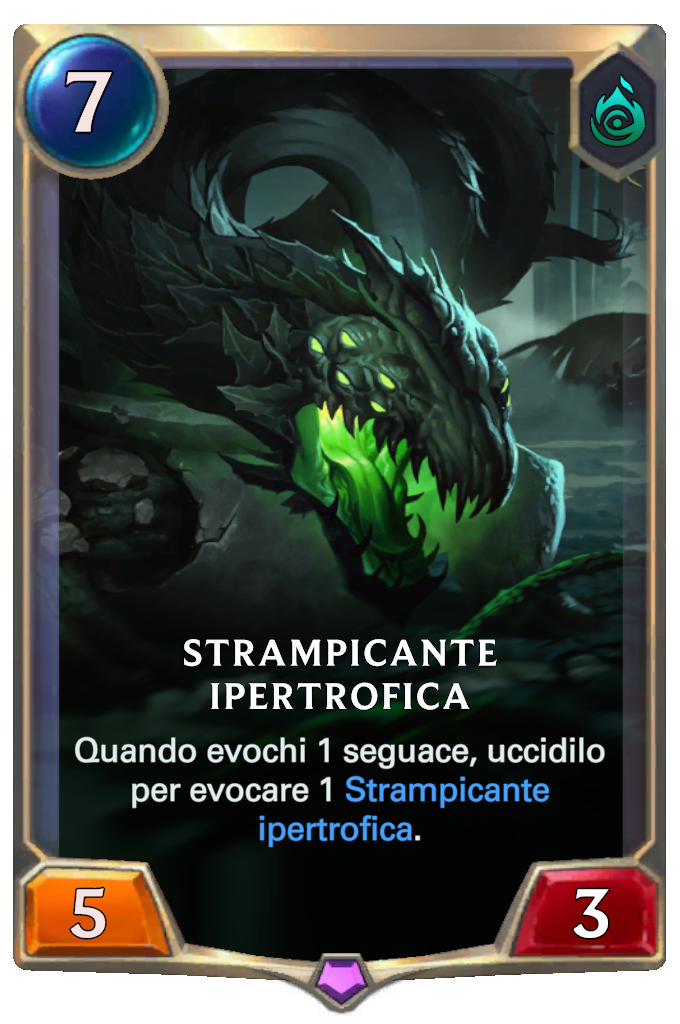 7
STRAMPICANTE
IPERTROFICA
Quando evochi 1 seguace, uccidilo
per evocare 1 Strampicante
ipertrofica.
5
3